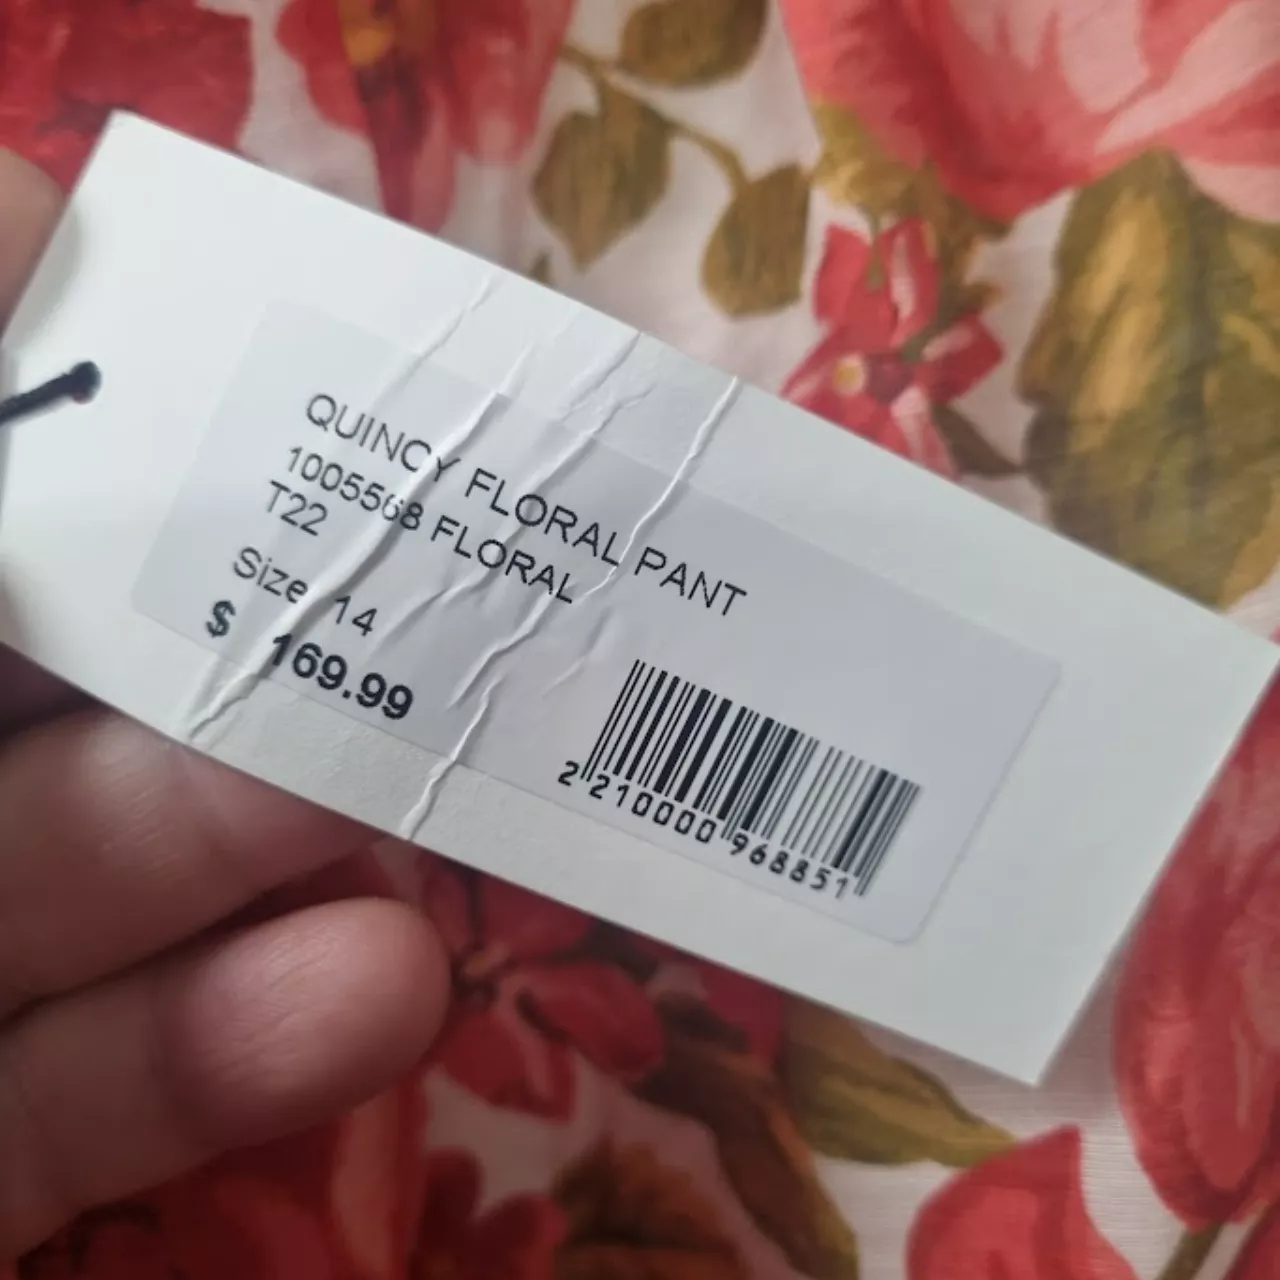 QUINCY FLORAL PANT
1005568 FLORAL
T22
Size 14
$ 169.99
2 210000 968851